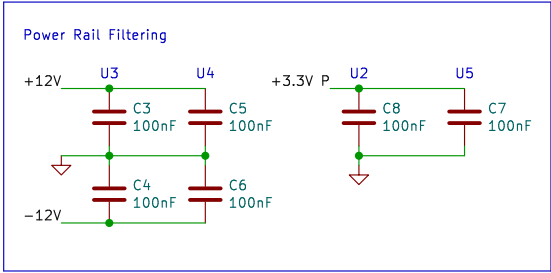 Power Rail Filtering
U3 U4
+12V
C3
100nF
C5
100nF
C4
100nF
C6
100nF
-12V
U2 U5
+3.3V P
C8
100nF
C7
100nF